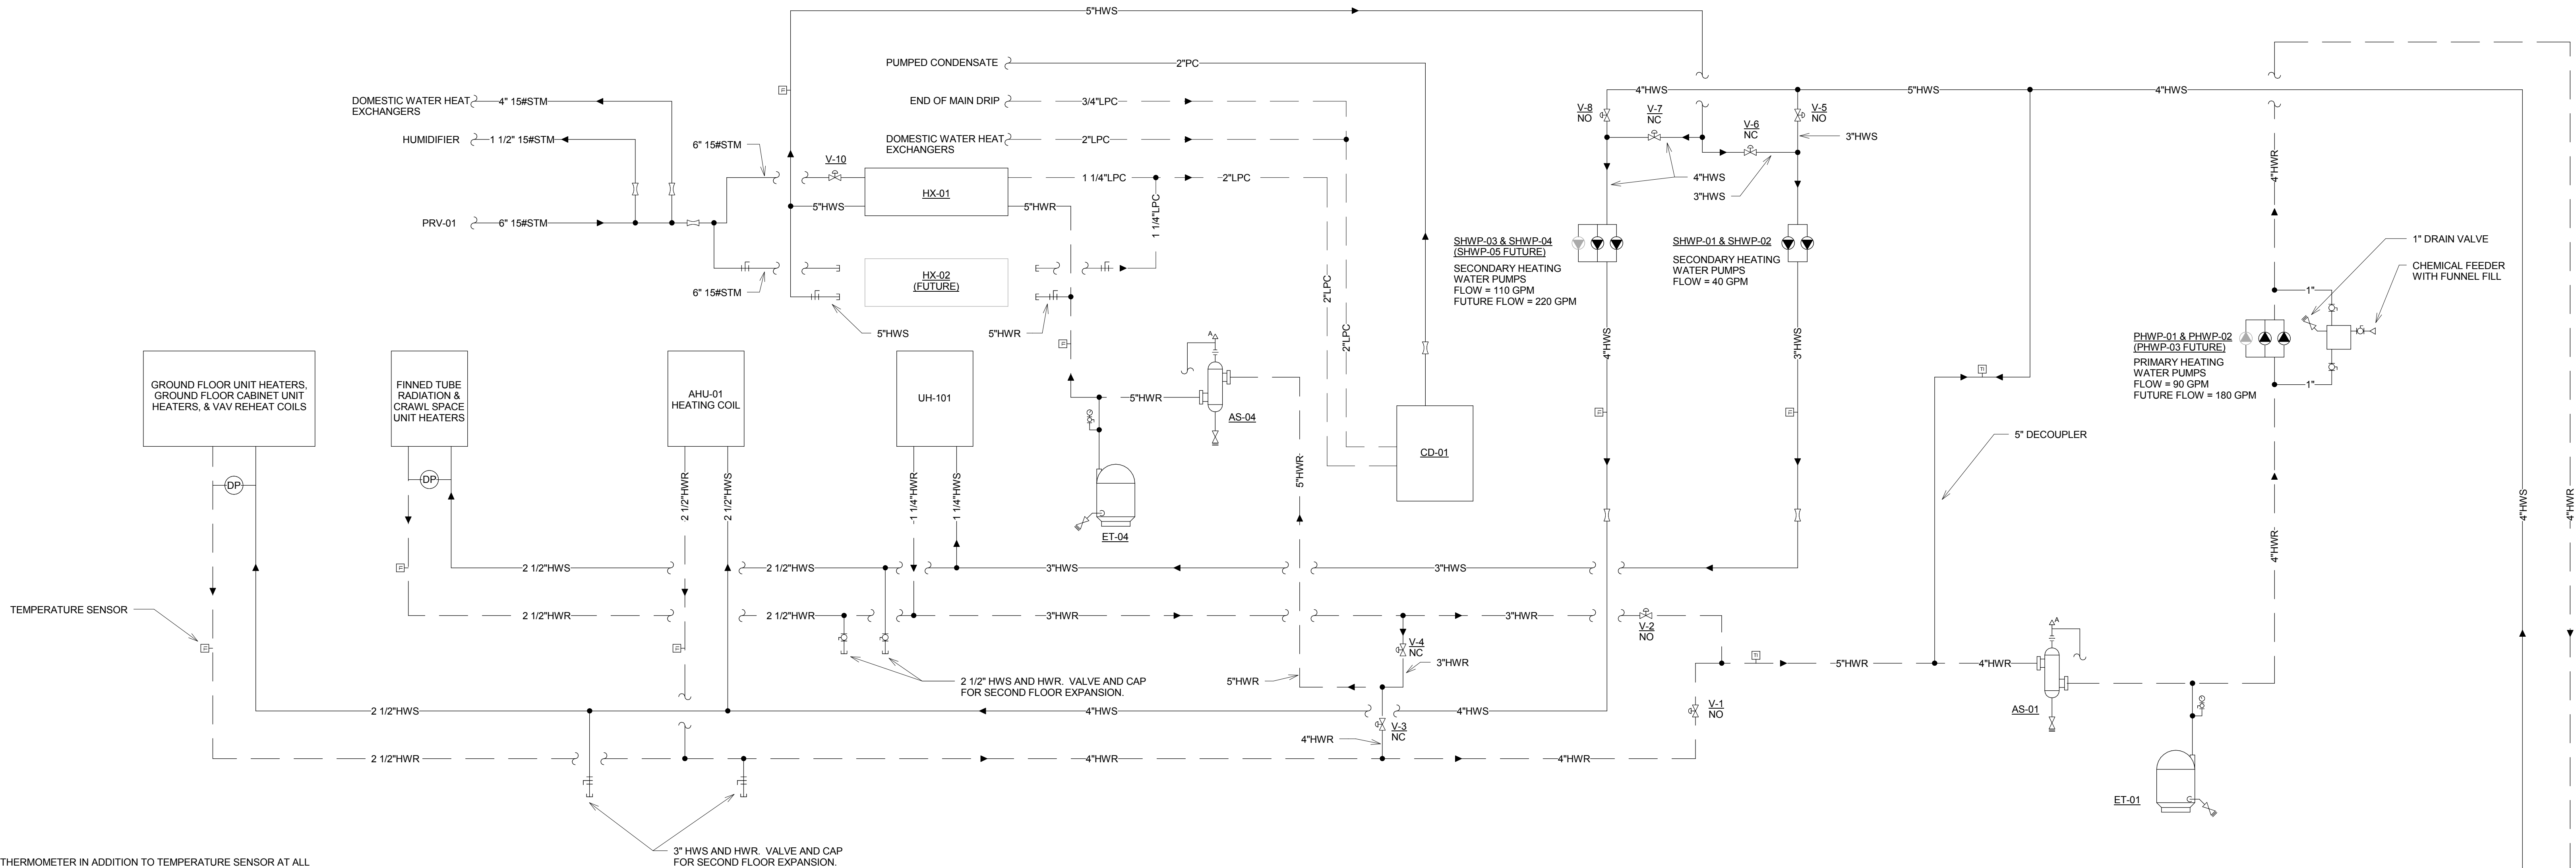 5"HWS
PUMPED CONDENSATE
2"PC
DOMESTIC WATER HEAT
EXCHANGERS
4" 15#STM
END OF MAIN DRIP
3/4"LPC
HUMIDIFIER
1 1/2" 15#STM
DOMESTIC WATER HEAT
EXCHANGERS
2"LPC
6" 15#STM
V-10
PRV-01
6" 15#STM
HX-01
5"HWS
5"HWR
1 1/4"LPC
2"LPC
1 1/4"LPC
HX-02
(FUTURE)
6" 15#STM
5"HWS
5"HWR
TI
TI
2"LPC
2"LPC
4"HWS
5"HWS
4"HWS
V-8
NO
V-7
NC
V-6
NC
V-5
NO
3"HWS
4"HWS
3"HWS
SHWP-03 & SHWP-04
(SHWP-05 FUTURE)
SECONDARY HEATING
WATER PUMPS
FLOW = 110 GPM
FUTURE FLOW = 220 GPM
SHWP-01 & SHWP-02
SECONDARY HEATING
WATER PUMPS
FLOW = 40 GPM
4"HWS
3"HWS
TI
TI
TI
4"HWR
1" DRAIN VALVE
CHEMICAL FEEDER
WITH FUNNEL FILL
1"
1"
PHWP-01 & PHWP-02
(PHWP-03 FUTURE)
PRIMARY HEATING
WATER PUMPS
FLOW = 90 GPM
FUTURE FLOW = 180 GPM
5" DECOUPLER
4"HWR
4"HWS
4"HWR
GROUND FLOOR UNIT HEATERS,
GROUND FLOOR CABINET UNIT
HEATERS, & VAV REHEAT COILS
FINNED TUBE
RADIATION &
CRAWL SPACE
UNIT HEATERS
AHU-01
HEATING COIL
UH-101
A
5"HWR
AS-04
CD-01
DP
DP
2 1/2"HWR
2 1/2"HWS
1 1/4"HWR
1 1/4"HWS
ET-04
5"HWR
TI
2 1/2"HWS
2 1/2"HWS
3"HWS
3"HWS
TEMPERATURE SENSOR
2 1/2"HWR
2 1/2"HWR
3"HWR
3"HWR
V-2
NO
TI
TI
V-4
NC
3"HWR
2 1/2" HWS AND HWR. VALVE AND CAP
FOR SECOND FLOOR EXPANSION.
5"HWR
TI
5"HWR
4"HWR
A
AS-01
2 1/2"HWS
4"HWS
4"HWS
V-3
NC
4"HWR
V-1
NO
2 1/2"HWR
4"HWR
4"HWR
ET-01
3" HWS AND HWR. VALVE AND CAP
FOR SECOND FLOOR EXPANSION.
THERMOMETER IN ADDITION TO TEMPERATURE SENSOR AT ALL